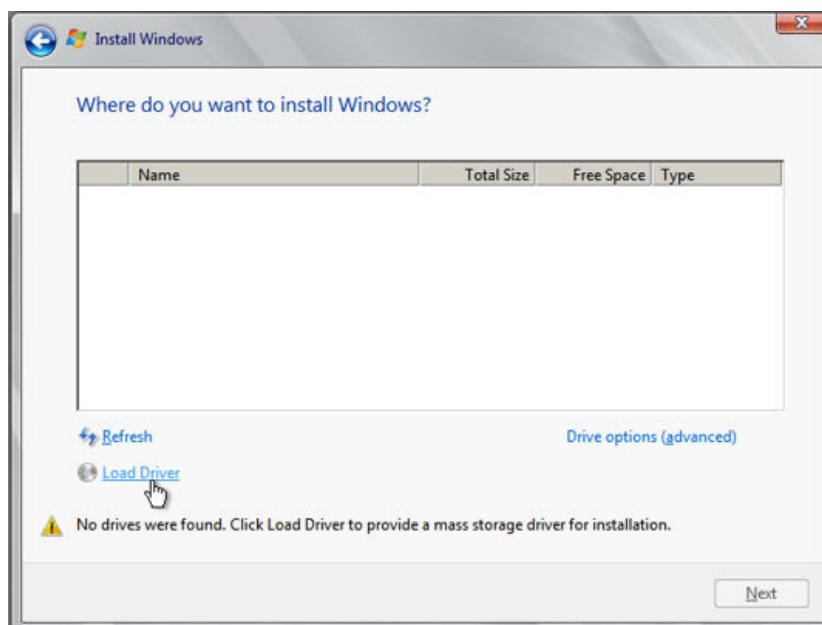 Install Windows
Where do you want to install Windows?
Name Total Size Free Space Type
Refresh Drive options (advanced)
Load Driver
No drives were found. Click Load Driver to provide a mass storage driver for installation.
Next